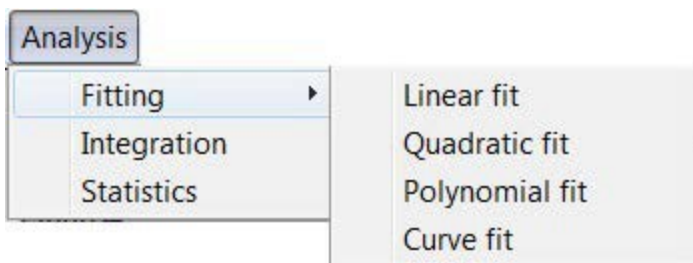 Analysis
Fitting
Integration
Statistics
Linear fit
Quadratic fit
Polynomial fit
Curve fit